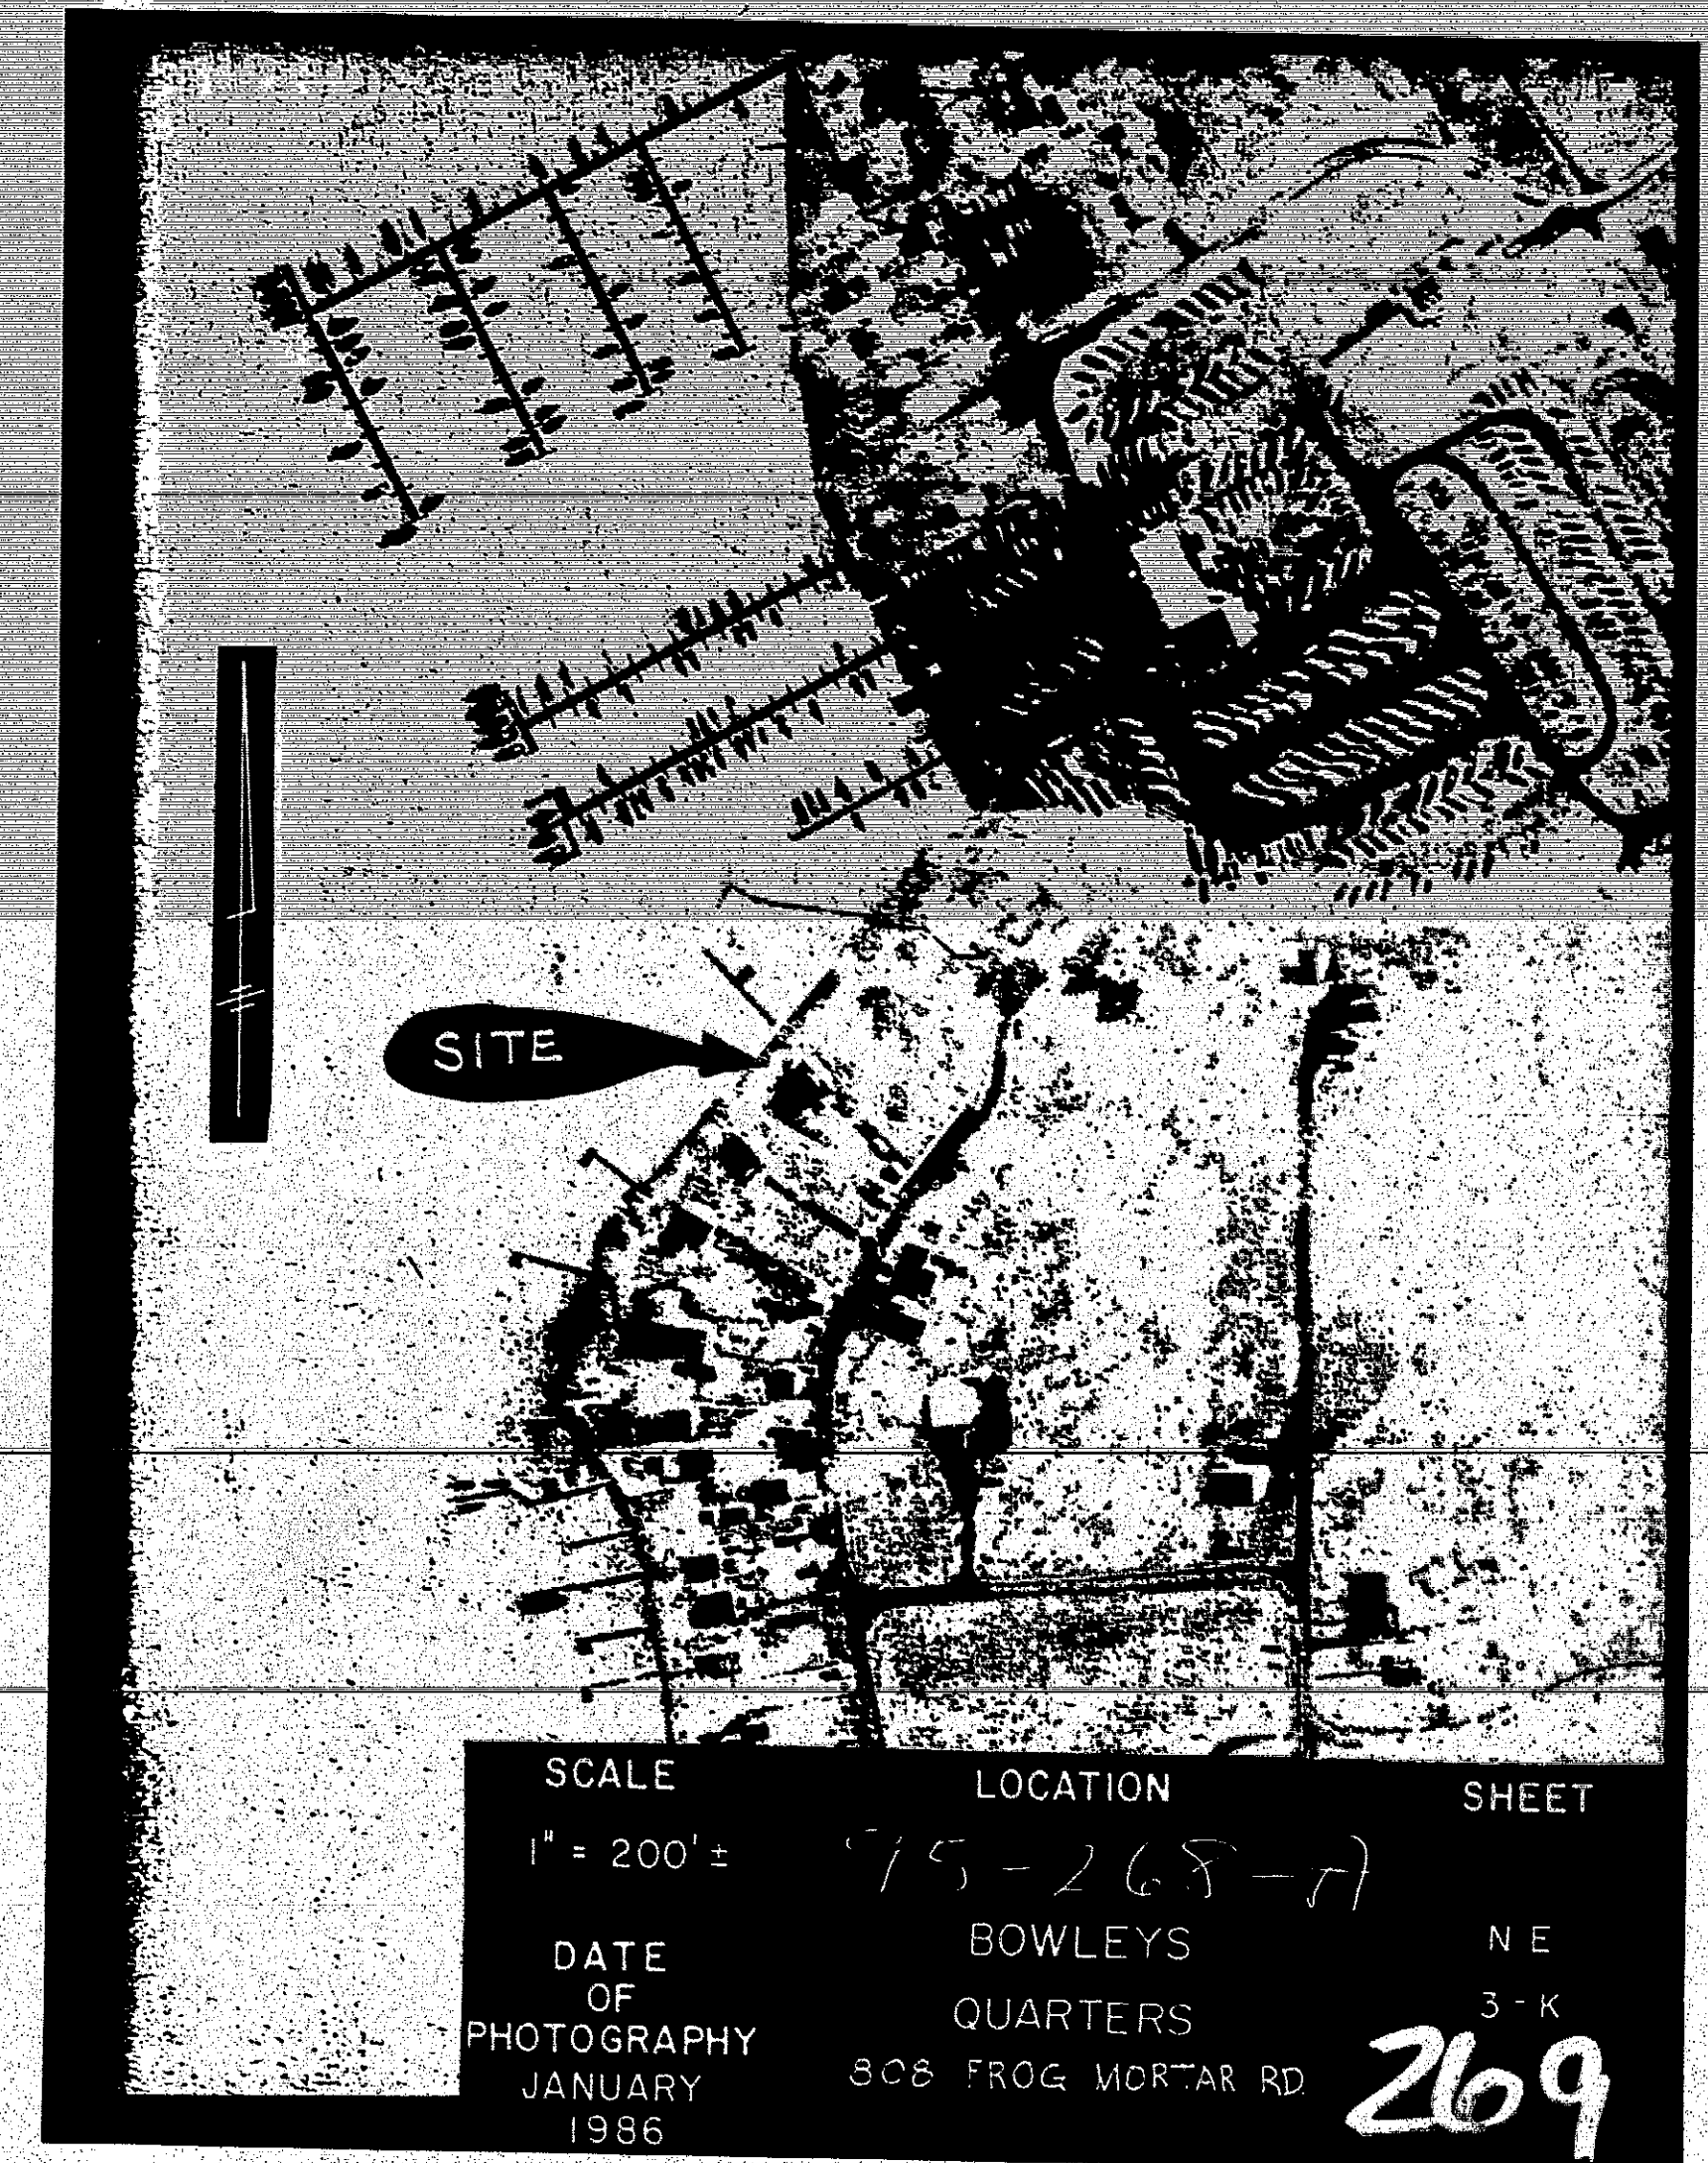 SITE
SCALE
1" = 200' ±
DATE
OF
PHOTOGRAPHY
JANUARY
1986
LOCATION
95-268-A
BOWLEYS
QUARTERS
808 FROG MORTAR RD.
SHEET
N E
3-K
269